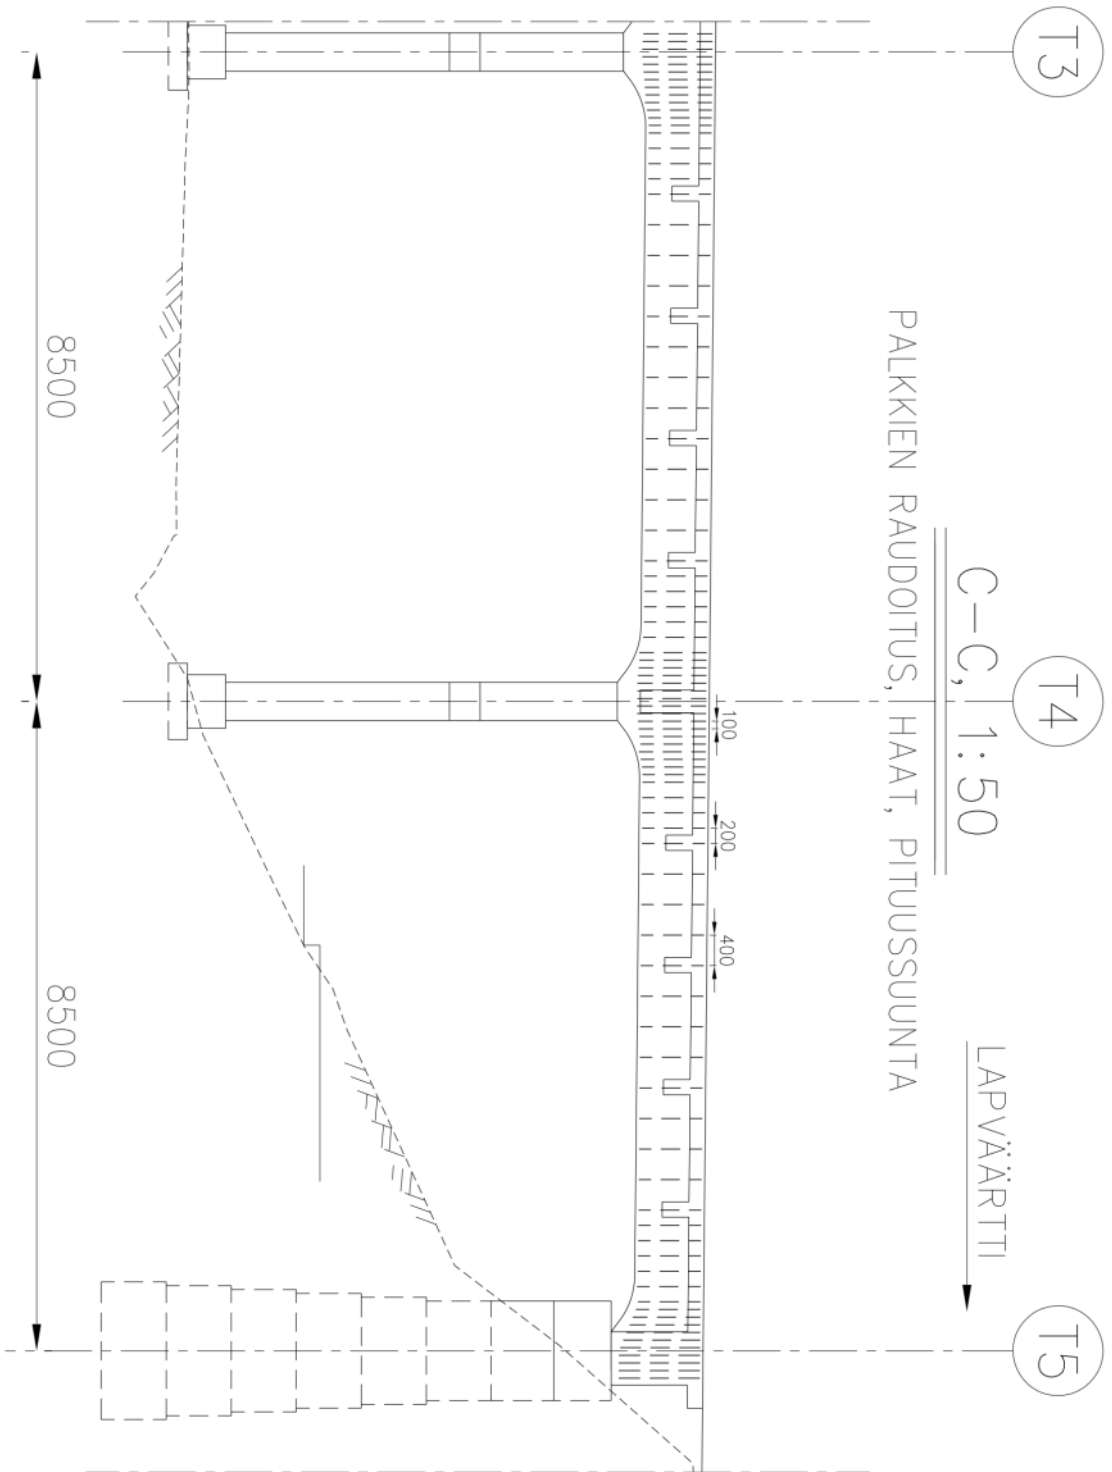 T3
T4
T5
C–C, 1:50
PALKKIEN RAUDOITUS, HAAT, PITUUSSUUNTA
LAPVÄÄRTTI
100
200
400
8500
8500